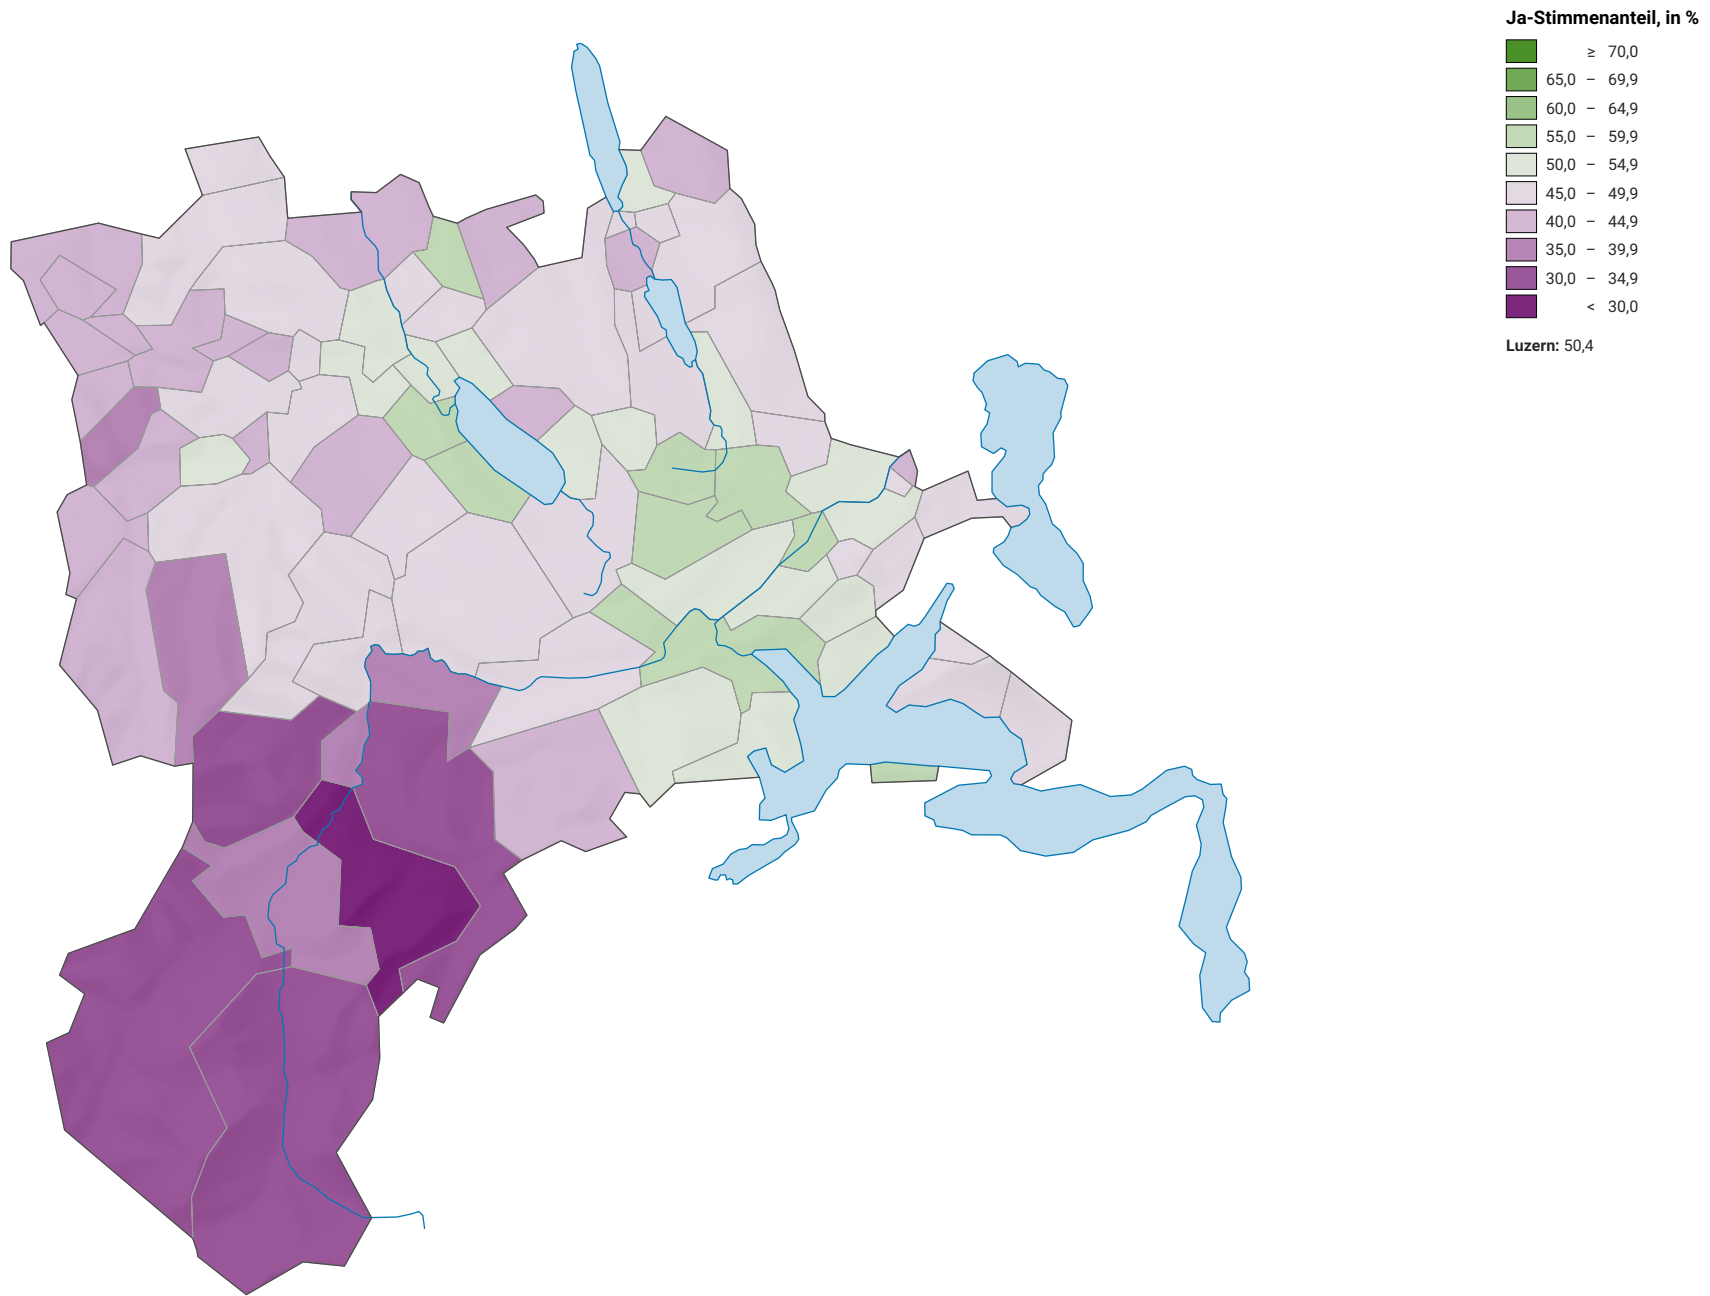 Ja-Stimmenanteil, in %
≥ 70,0
65,0 – 69,9
60,0 – 64,9
55,0 – 59,9
50,0 – 54,9
45,0 – 49,9
40,0 – 44,9
35,0 – 39,9
30,0 – 34,9
< 30,0
Luzern: 50,4